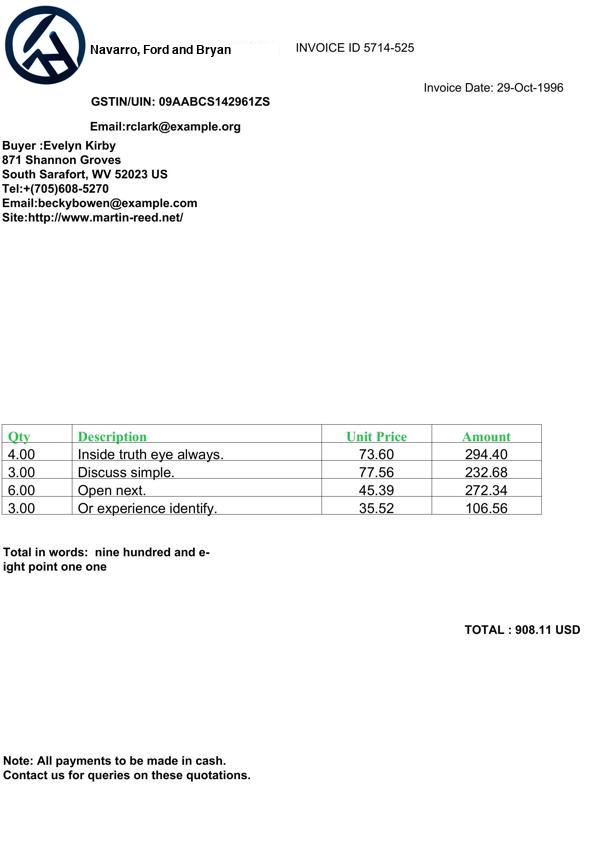 Navarro, Ford and Bryan
INVOICE ID 5714-525
Invoice Date: 29-Oct-1996
GSTIN/UIN: 09AABCS142961ZS
Email:rclark@example.org
Buyer :Evelyn Kirby
871 Shannon Groves
South Sarafort, WV 52023 US
Tel:+(705)608-5270
Email:beckybowen@example.com
Site:http://www.martin-reed.net/
Qty Description Unit Price Amount
4.00 Inside truth eye always. 73.60 294.40
3.00 Discuss simple. 77.56 232.68
6.00 Open next. 45.39 272.34
3.00 Or experience identify. 35.52 106.56
Total in words:  nine hundred and e-
ight point one one
TOTAL : 908.11 USD
Note: All payments to be made in cash.
Contact us for queries on these quotations.